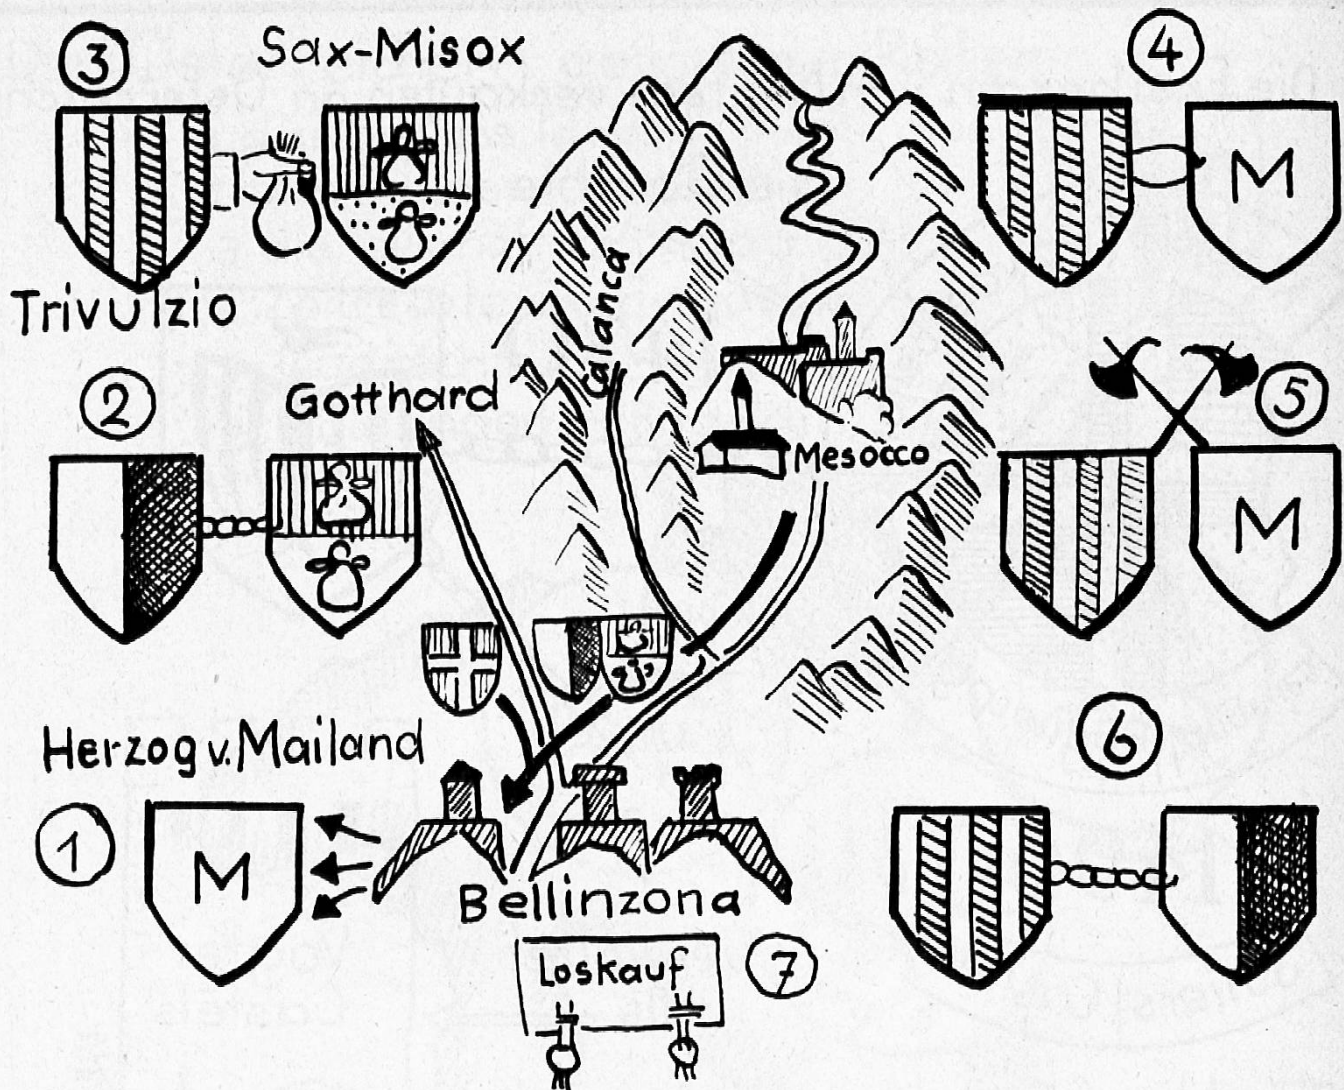 3
Sax-Misox
4
Trivulzio
Calanca
2
Gotthard
M
5
Mesocco
M
Herzog v. Mailand
6
1
M
Bellinzona
Loskauf
7